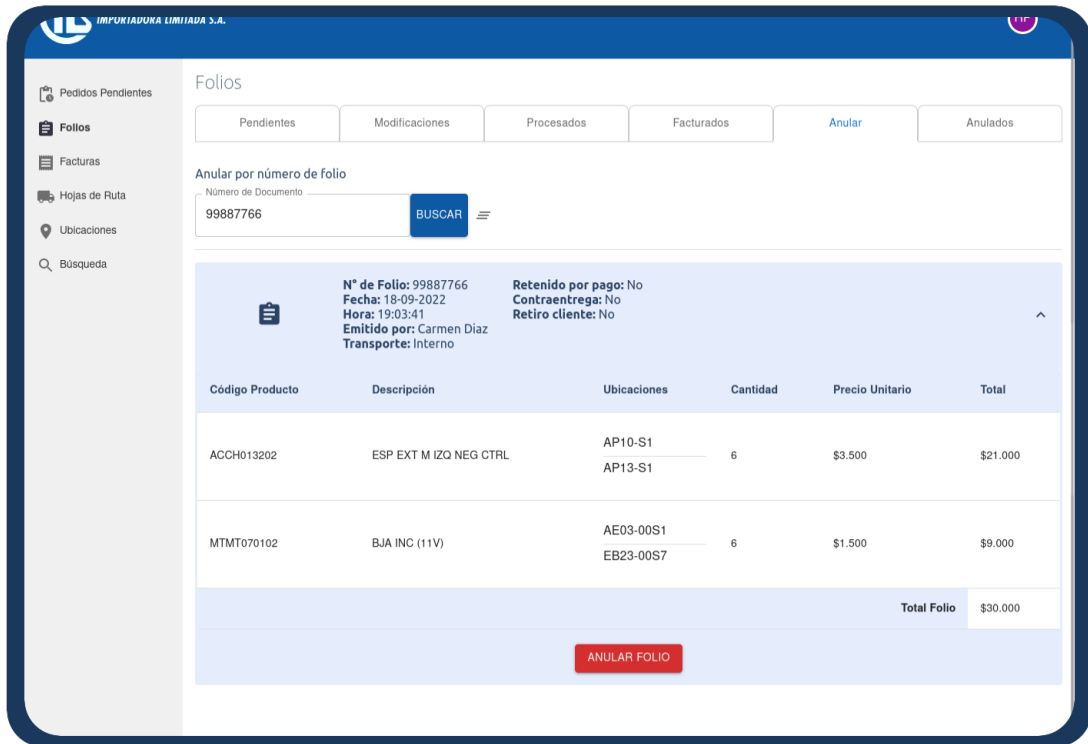 IMPORTADORA LIMITADA S.A.
Pedidos Pendientes
Folios
Facturas
Hojas de Ruta
Ubicaciones
Búsqueda
Folios
Pendientes Modificaciones Procesados Facturados Anular Anulados
Anular por número de folio
Número de Documento
99887766 BUSCAR
N° de Folio: 99887766 Retenido por pago: No
Fecha: 18-09-2022 Contraentrega: No
Hora: 19:03:41 Retiro cliente: No
Emitido por: Carmen Diaz
Transporte: Interno
Código Producto Descripción Ubicaciones Cantidad Precio Unitario Total
AP10-S1
ACCH013202 ESP EXT M IZQ NEG CTRL 6 $3.500 $21.000
AP13-S1
AE03-00S1
MTMT070102 BJA INC (11V) 6 $1.500 $9.000
EB23-00S7
Total Folio $30.000
ANULAR FOLIO